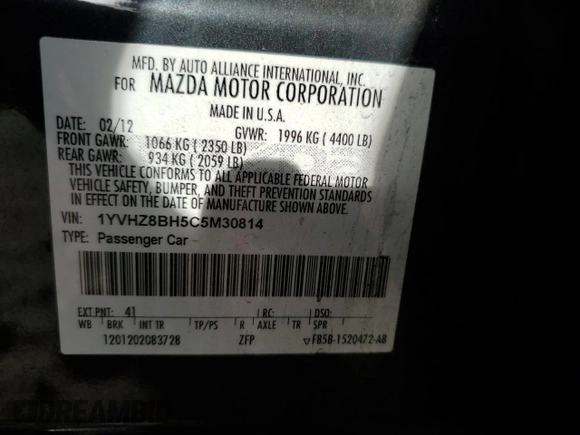 MFD. BY AUTO ALLIANCE INTERNATIONAL, INC.
FOR MAZDA MOTOR CORPORATION
MADE IN U.S.A.
DATE: 02/12 GVWR: 1996 KG ( 4400 LB)
FRONT GAWR: 1066 KG ( 2350 LB)
REAR GAWR: 934 KG ( 2059 LB)
THIS VEHICLE CONFORMS TO ALL APPLICABLE FEDERAL MOTOR
VEHICLE SAFETY, BUMPER, AND THEFT PREVENTION STANDARDS
IN EFFECT ON THE DATE OF MANUFACTURE SHOWN ABOVE.
VIN: 1YVHZ8BH5C5M30814
TYPE: Passenger Car
EXT PNT: 41 RC: DSO:
WB BRK INT TR TP/PS R AXLE TR SPR
1201202083728 ZFP F85B-1520472-AB
DREAMBID